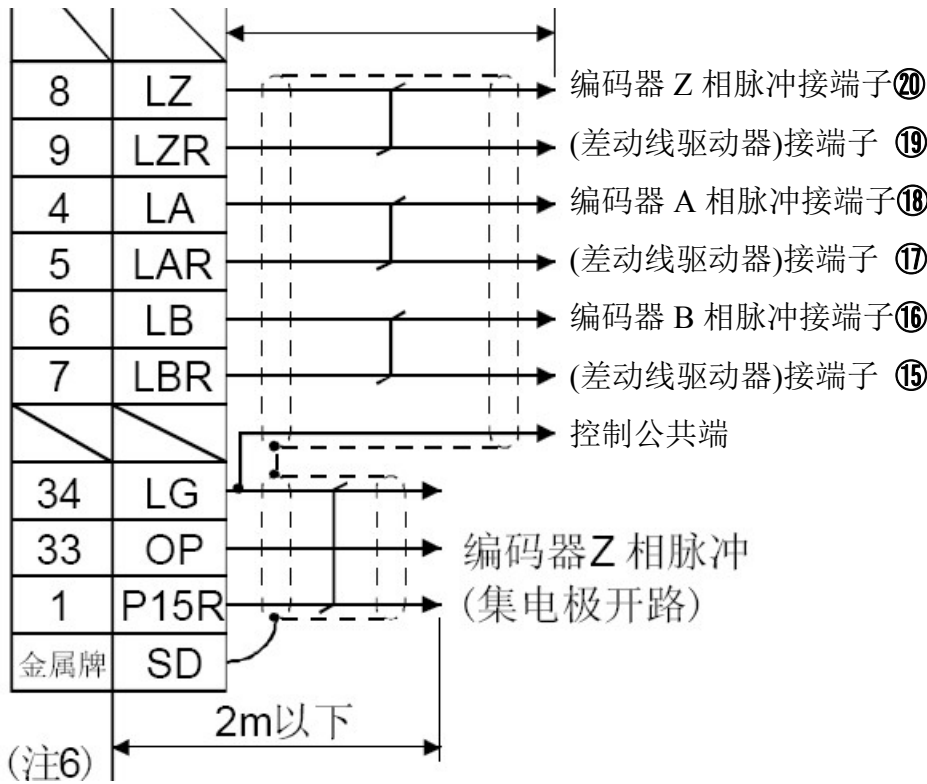 8 LZ 编码器 Z 相脉冲接端子⑳
9 LZR (差动线驱动器)接端子 ⑲
4 LA 编码器 A 相脉冲接端子⑱
5 LAR (差动线驱动器)接端子 ⑰
6 LB 编码器 B 相脉冲接端子⑯
7 LBR (差动线驱动器)接端子 ⑮
控制公共端
34 LG
33 OP 编码器Z 相脉冲
1 P15R (集电极开路)
金属牌 SD
2m以下
(注6)